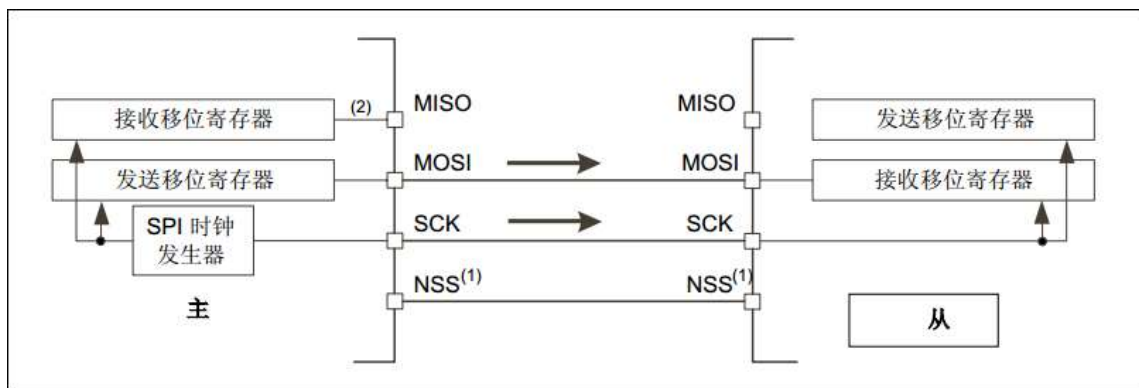 接收移位寄存器
(2)
MISO
MISO
发送移位寄存器
发送移位寄存器
MOSI
MOSI
接收移位寄存器
SPI 时钟
发生器
SCK
SCK
NSS(1)
NSS(1)
主
从